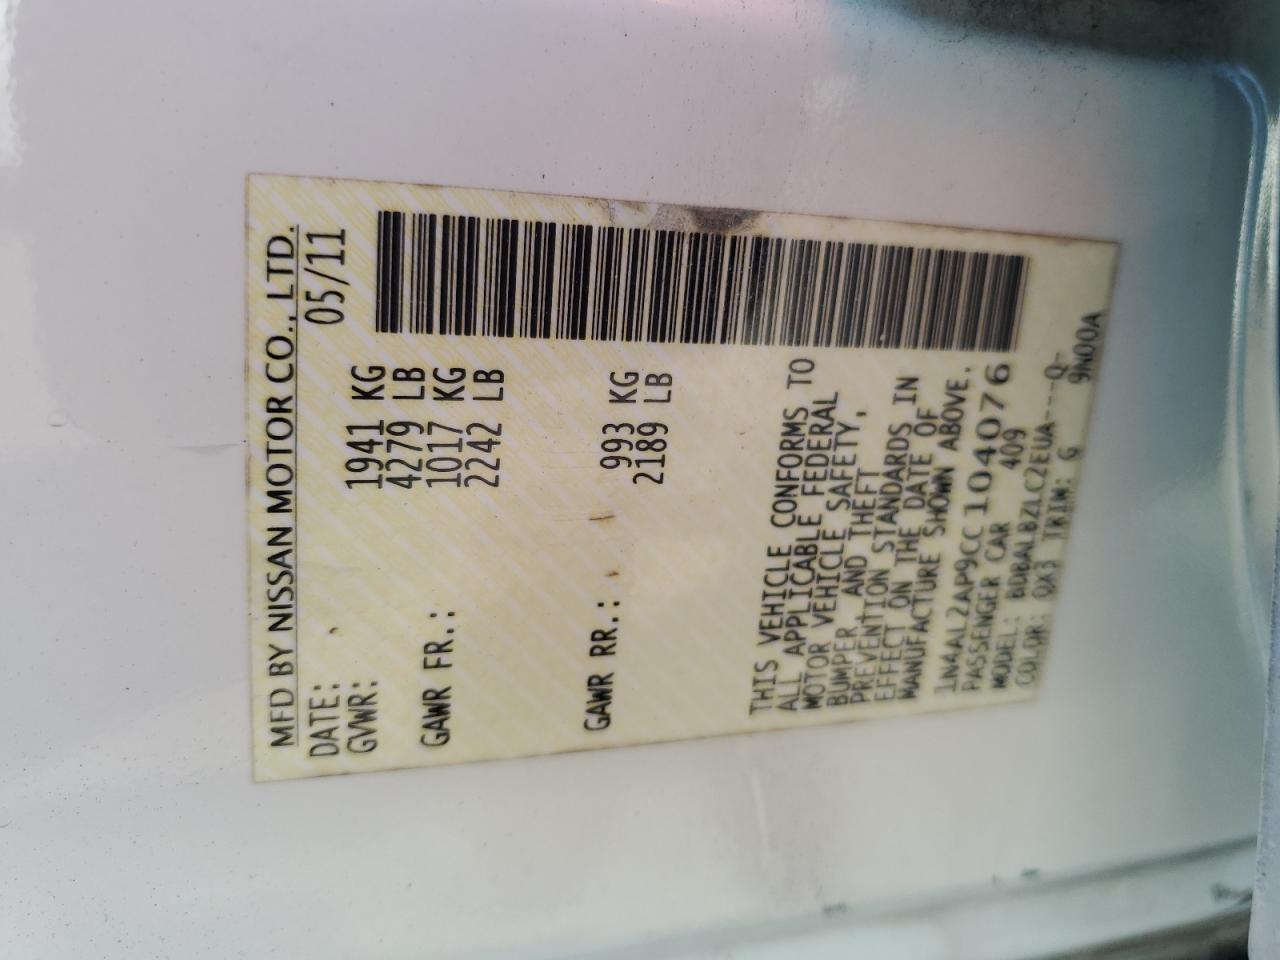 MFD BY NISSAN MOTOR CO., LTD.
DATE: 05/11
GVWR: 1941 KG
4279 LB
GAWR FR.: 1017 KG
2242 LB
GAWR RR.: 993 KG
2189 LB
THIS VEHICLE CONFORMS TO
ALL APPLICABLE FEDERAL
MOTOR VEHICLE SAFETY,
BUMPER, AND THEFT
PREVENTION STANDARDS IN
EFFECT ON THE DATE OF
MANUFACTURE SHOWN ABOVE.
1N4AL2AP9CC104076
PASSENGER CAR 409
MODEL: BDBALBZLC2EUA---Q-
COLOR: QX3 TRIM: G 9N00A